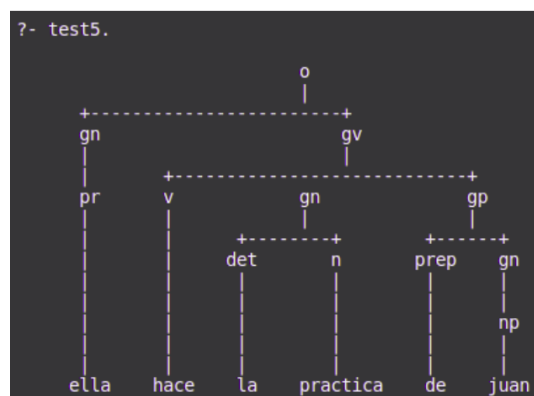 ?- test5.
o
gn gv
pr v gn gp
det n prep gn
np
ella hace la practica de juan